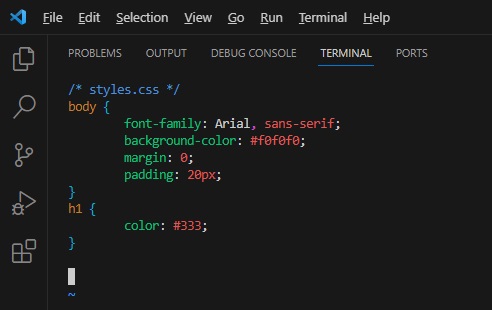 File Edit Selection View Go Run Terminal Help
PROBLEMS OUTPUT DEBUG CONSOLE TERMINAL PORTS
/* styles.css */
body {
        font-family: Arial, sans-serif;
        background-color: #f0f0f0;
        margin: 0;
        padding: 20px;
}
h1 {
        color: #333;
}
~